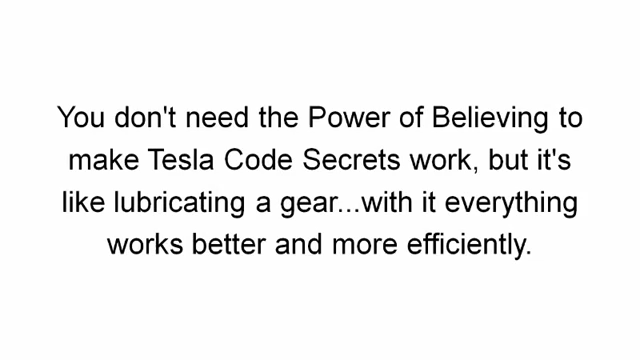 You don't need the Power of Believing to
make Tesla Code Secrets work, but it's
like lubricating a gear...with it everything
works better and more efficiently.